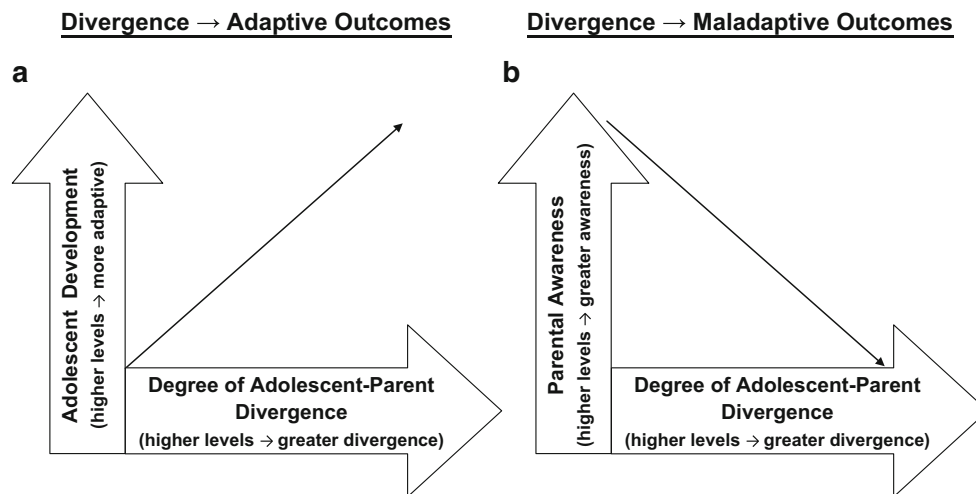 Divergence → Adaptive Outcomes
a
Adolescent Development
(higher levels → more adaptive)
Degree of Adolescent-Parent
Divergence
(higher levels → greater divergence)
Divergence → Maladaptive Outcomes
b
Parental Awareness
(higher levels → greater awareness)
Degree of Adolescent-Parent
Divergence
(higher levels → greater divergence)